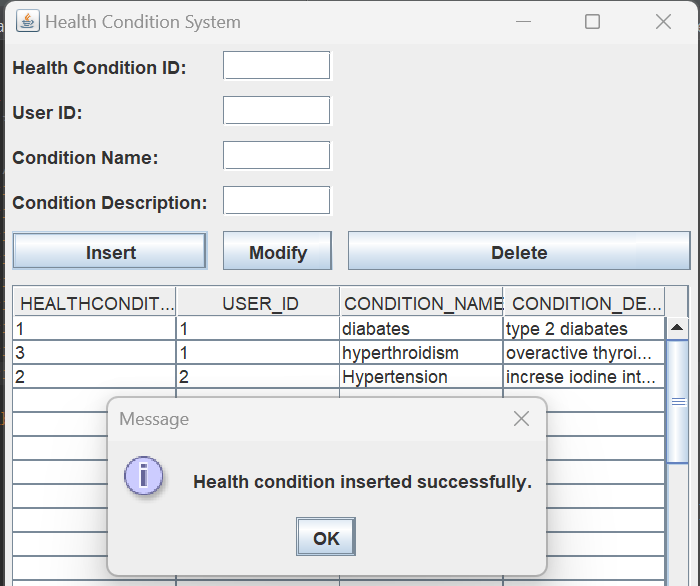 Health Condition System
Health Condition ID:
User ID:
Condition Name:
Condition Description:
Insert Modify Delete
HEALTHCONDIT... USER_ID CONDITION_NAME CONDITION_DE...
1 1 diabates type 2 diabates
3 1 hyperthroidism overactive thyroi...
2 2 Hypertension increse iodine int...
Message
Health condition inserted successfully.
OK